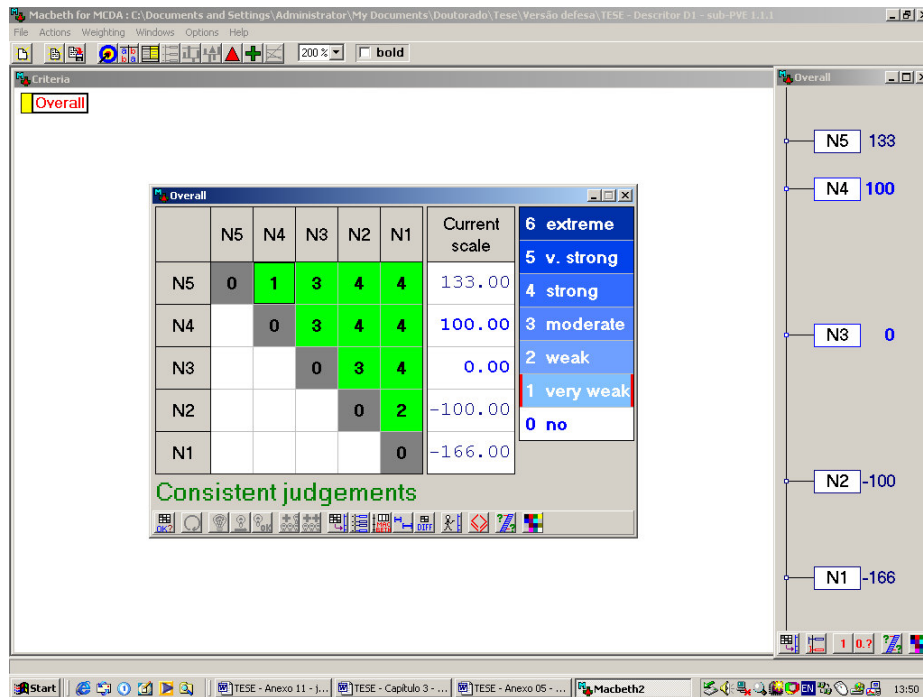 Macbeth for MCDA : C:\Documents and Settings\Administrator\My Documents\Doutorado\Tese\Versão defesa\TESE - Descritor D1 - sub-PVE 1.1.1
File Actions Weighting Windows Options Help
200 % bold
Criteria
Overall
Overall
N5 133
N4 100
N3 0
N2 -100
N1 -166
Overall
N5 N4 N3 N2 N1 Current scale
N5 0 1 3 4 4 133.00
N4 0 3 4 4 100.00
N3 0 3 4 0.00
N2 0 2 -100.00
N1 0 -166.00
6 extreme
5 v. strong
4 strong
3 moderate
2 weak
1 very weak
0 no
Consistent judgements
OK? DIFF
1 0.?
Start TESE - Anexo 11 - j... TESE - Capítulo 3 - ... TESE - Anexo 05 - ... Macbeth2 EN 13:50